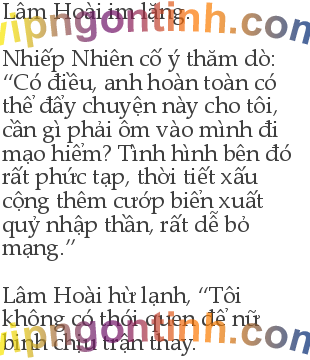 Lâm Hoài im lặng.
Nhiếp Nhiên cố ý thăm dò:
“Có điều, anh hoàn toàn có
thể đẩy chuyện này cho tôi,
cần gì phải ôm vào mình đi
mạo hiểm? Tình hình bên đó
rất phức tạp, thời tiết xấu
cộng thêm cướp biển xuất
quỷ nhập thần, rất dễ bỏ
mạng.”
Lâm Hoài hừ lạnh, “Tôi
không có thói quen để nữ
binh chịu trận thay.
vipngontinh.com
vipngontinh.com